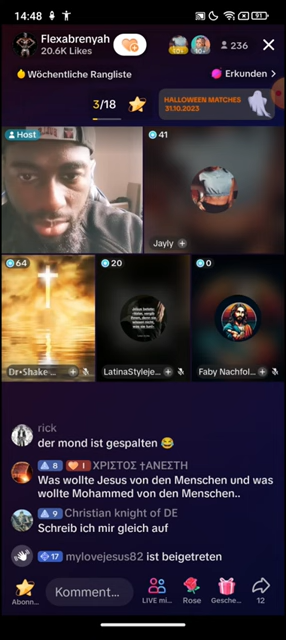 14:48
91
Flexabrenyah
20.6K Likes
236
Wöchentliche Rangliste
Erkunden >
3/18
HALLOWEEN MATCHES
31.10.2023
Host
41
Jayly
64
20
0
Dr•Shake ...
LatinaStyleje...
Faby Nachfol...
rick
der mond ist gespalten 😂
8 1 ΧΡΙΣΤΟΣ †ΑΝΕΣΤΗ
Was wollte Jesus von den Menschen und was
wollte Mohammed von den Menschen..
9 Christian knight of DE
Schreib ich mir gleich auf
17 mylovejesus82 ist beigetreten
Komment...
Abonn...
LIVE mi...
Rose
Gesche...
12